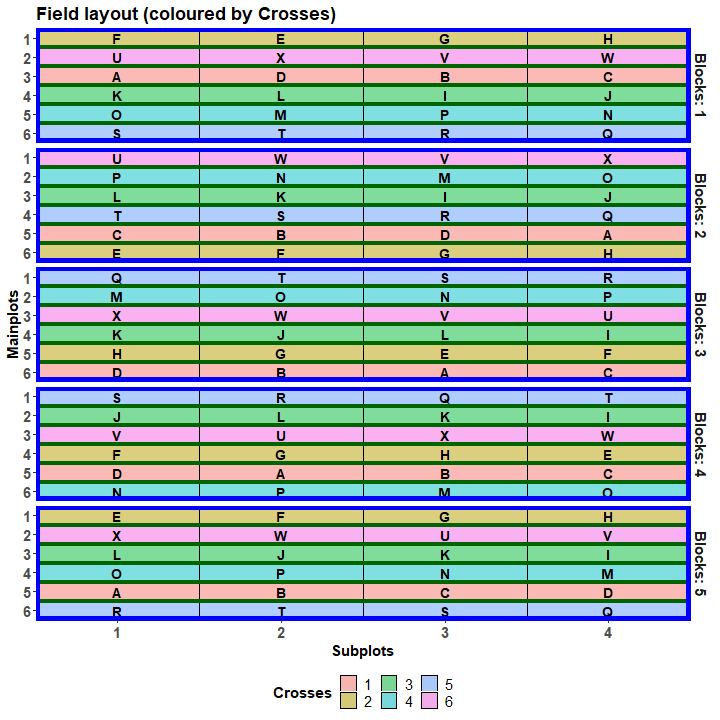 Field layout (coloured by Crosses)
1 F E G H
2 U X V W
3 A D B C
4 K L I J
5 O M P N
6 S T R Q
Blocks: 1
1 U W V X
2 P N M O
3 L K I J
4 T S R Q
5 C B D A
6 E F G H
Blocks: 2
1 Q T S R
2 M O N P
3 X W V U
4 K J L I
5 H G E F
6 D B A C
Blocks: 3
1 S R Q T
2 J L K I
3 V U X W
4 F G H E
5 D A B C
6 N P M O
Blocks: 4
1 E F G H
2 X W U V
3 L J K I
4 O P N M
5 A B C D
6 R T S Q
Blocks: 5
Mainplots
1 2 3 4
Subplots
Crosses
1 3 5
2 4 6